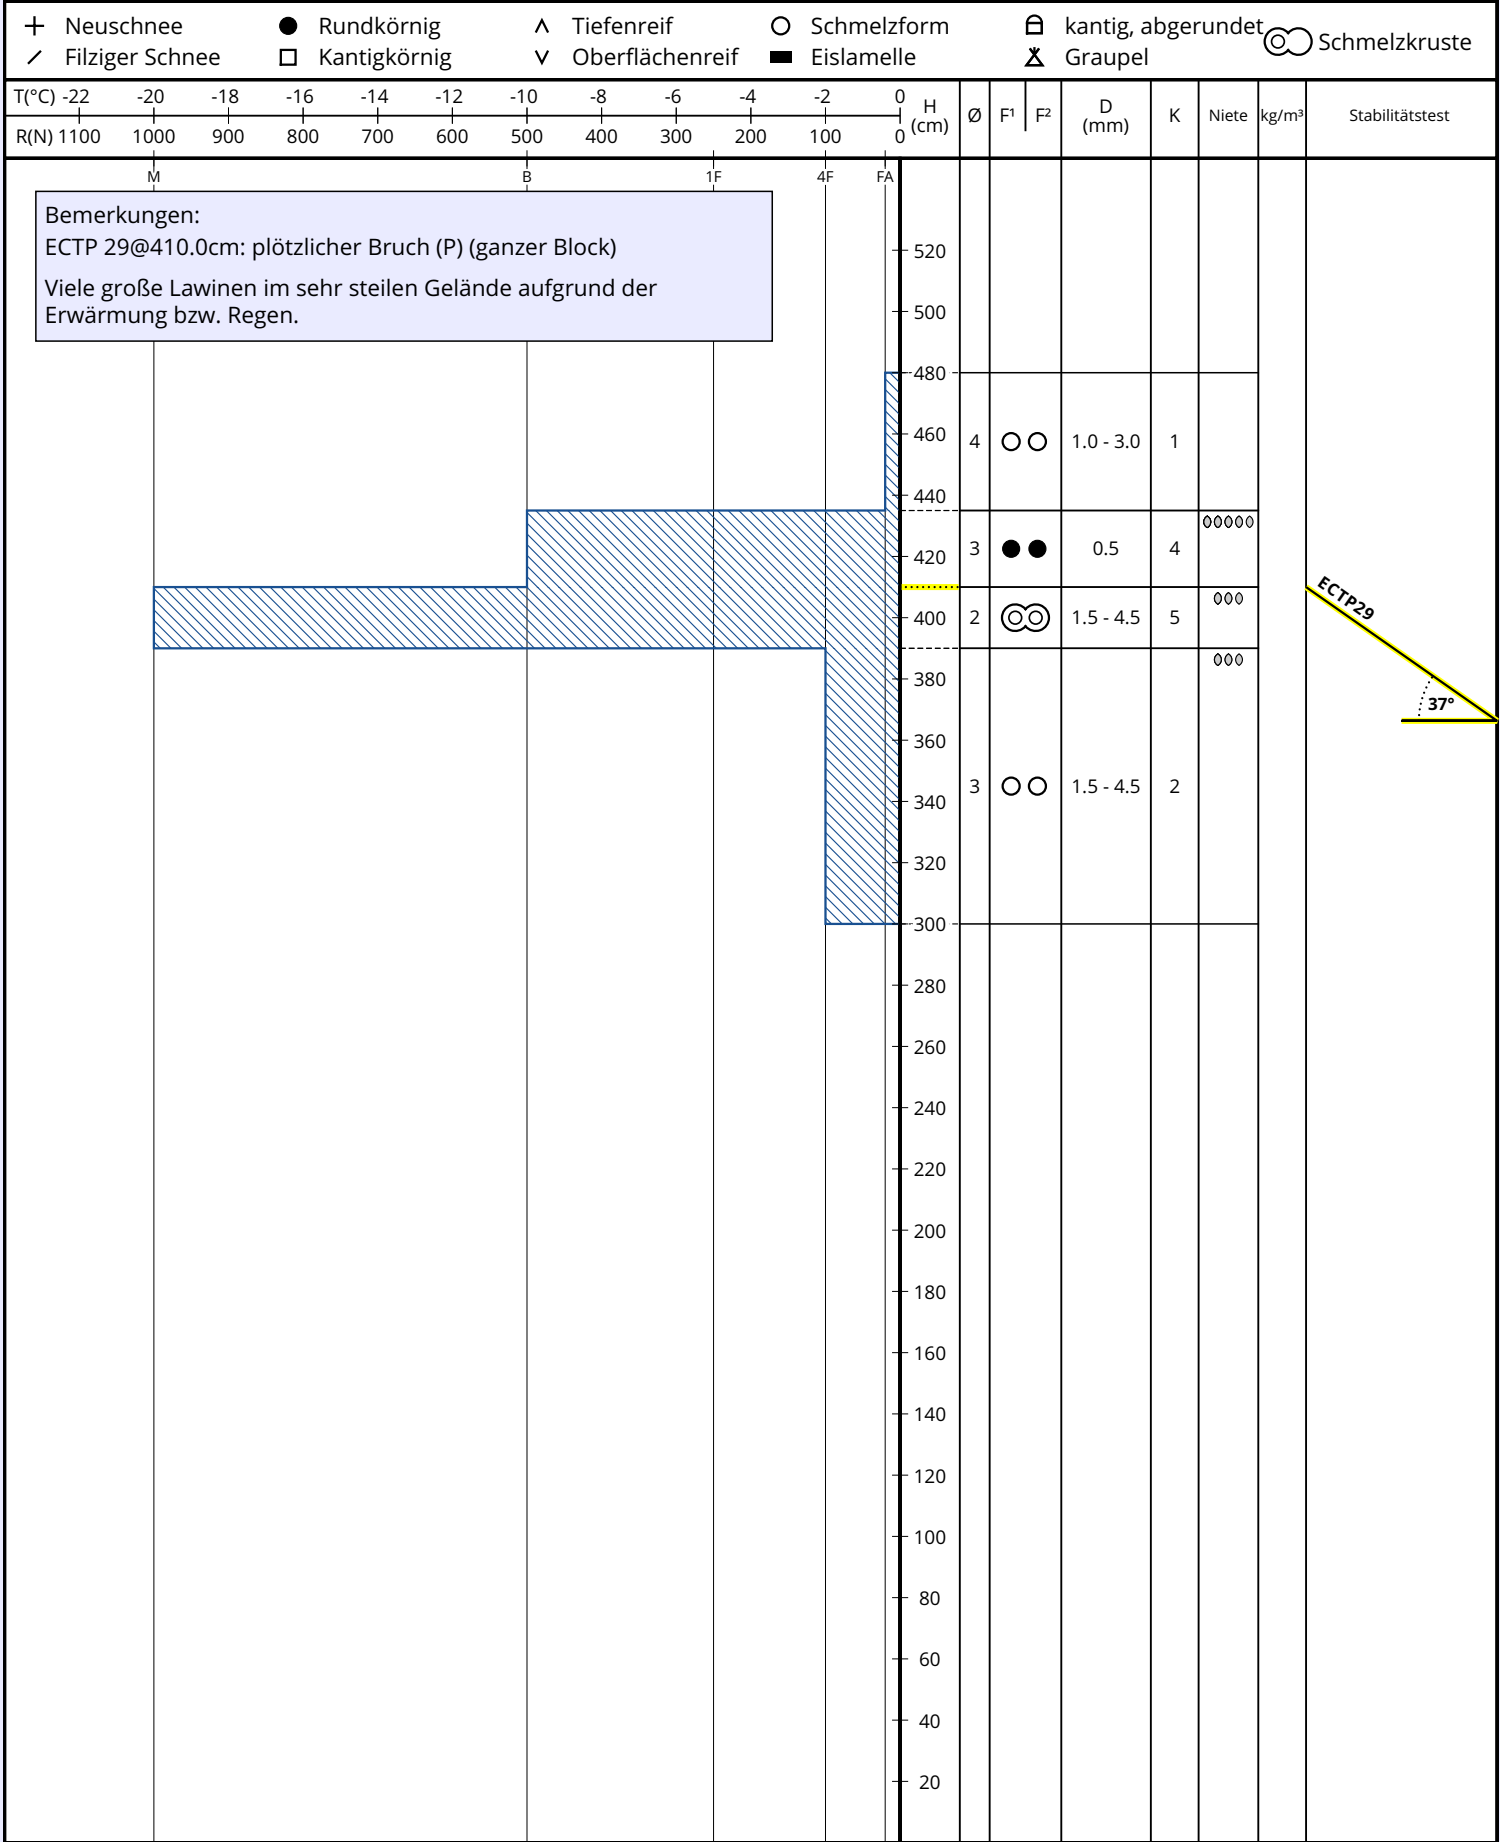 Neuschnee Rundkörnig Tiefenreif Schmelzform kantig, abgerundet Schmelzkruste
Filziger Schnee Kantigkörnig Oberflächenreif Eislamelle Graupel
T(°C) -22 -20 -18 -16 -14 -12 -10 -8 -6 -4 -2 0
R(N) 1100 1000 900 800 700 600 500 400 300 200 100 0
H (cm) Ø F¹ F² D (mm) K Niete kg/m³ Stabilitätstest
M B 1F 4F FA
Bemerkungen:
ECTP 29@410.0cm: plötzlicher Bruch (P) (ganzer Block)
Viele große Lawinen im sehr steilen Gelände aufgrund der
Erwärmung bzw. Regen.
520
500
480
460
4 1.0 - 3.0 1
440
420
3 0.5 4
400
2 1.5 - 4.5 5
ECTP29
380
37°
360
340
3 1.5 - 4.5 2
320
300
280
260
240
220
200
180
160
140
120
100
80
60
40
20